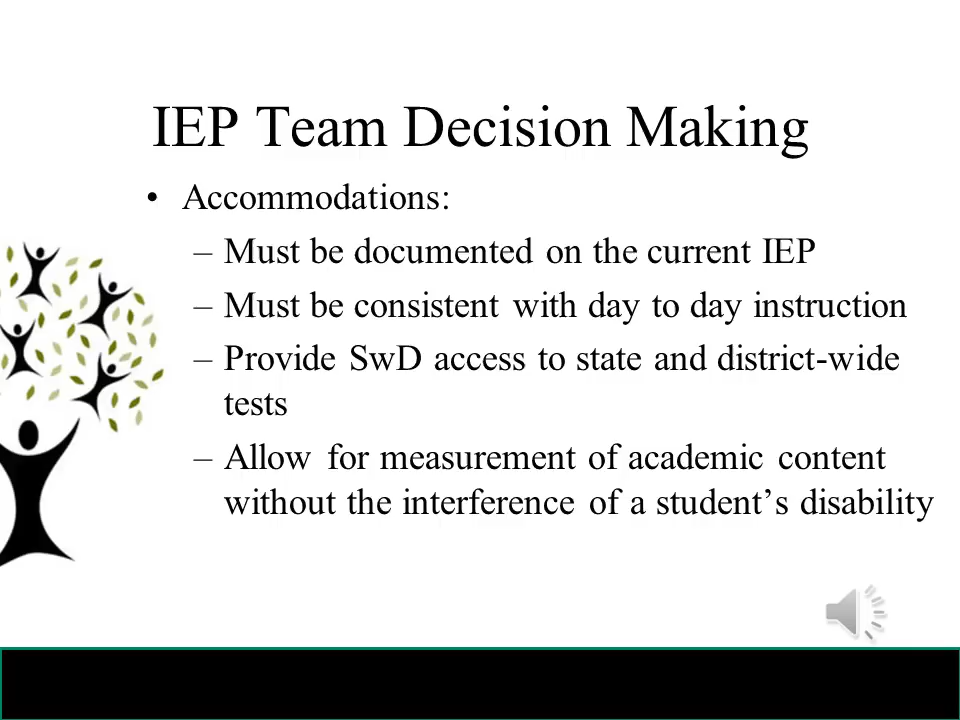 IEP Team Decision Making
• Accommodations:
– Must be documented on the current IEP
– Must be consistent with day to day instruction
– Provide SwD access to state and district-wide
tests
– Allow for measurement of academic content
without the interference of a student’s disability